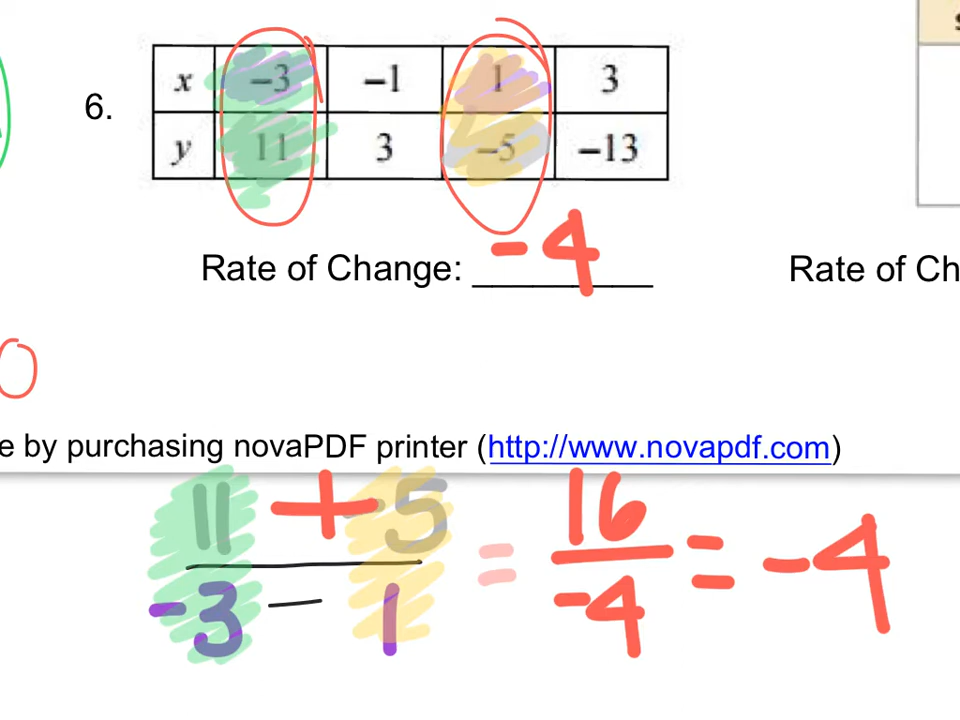 6.
x −3 −1 1 3
y 11 3 −5 −13
Rate of Change: -4
Rate of Ch
0
e by purchasing novaPDF printer (http://www.novapdf.com)
11 + 5 = 16 = -4
-3 - 1 -4